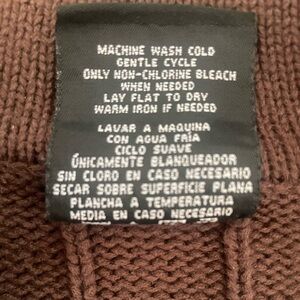 MACHINE WASH COLD
GENTLE CYCLE
ONLY NON-CHLORINE BLEACH
WHEN NEEDED
LAY FLAT TO DRY
WARM IRON IF NEEDED
LAVAR A MAQUINA
CON AGUA FRIA
CICLO SUAVE
ÚNICAMENTE BLANQUEADOR
SIN CLORO EN CASO NECESARIO
SECAR SOBRE SUPERFICIE PLANA
PLANCHA A TEMPERATURA
MEDIA EN CASO NECESARIO